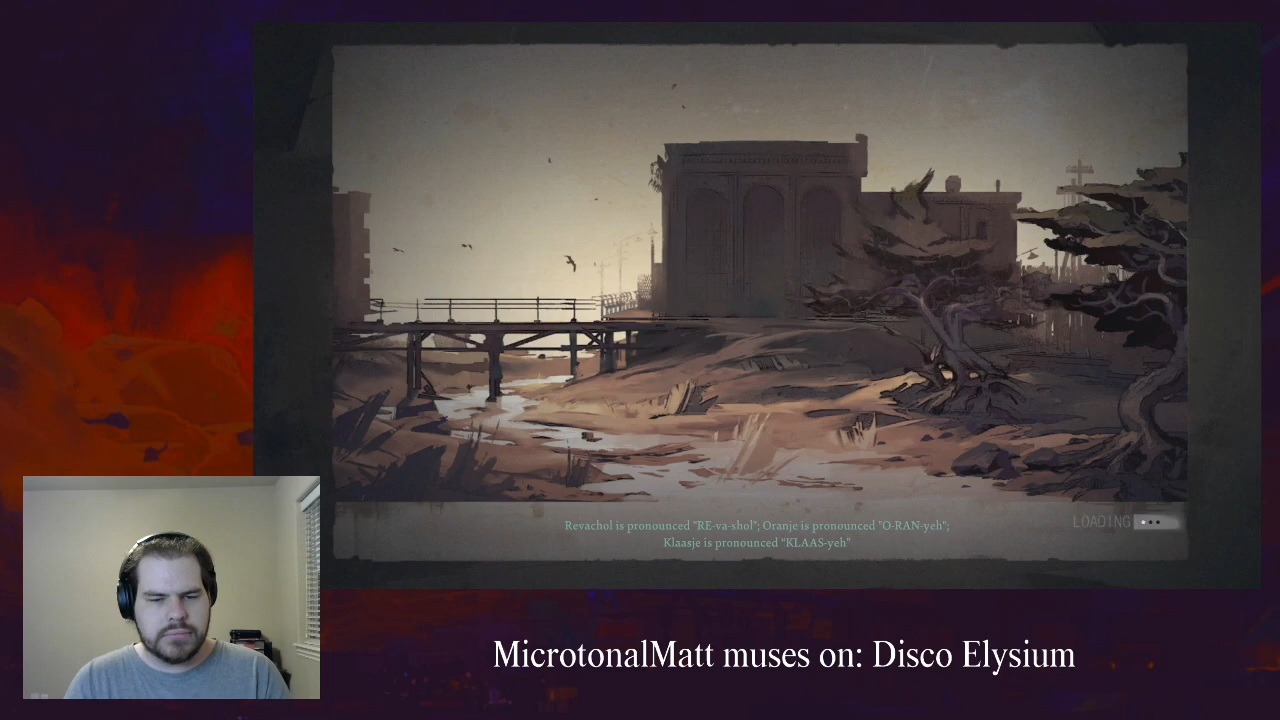 Revachol is pronounced "RE-va-shol"; Oranje is pronounced "O-RAN-yeh";
Klaasje is pronounced "KLAAS-yeh"
LOADING
MicrotonalMatt muses on: Disco Elysium